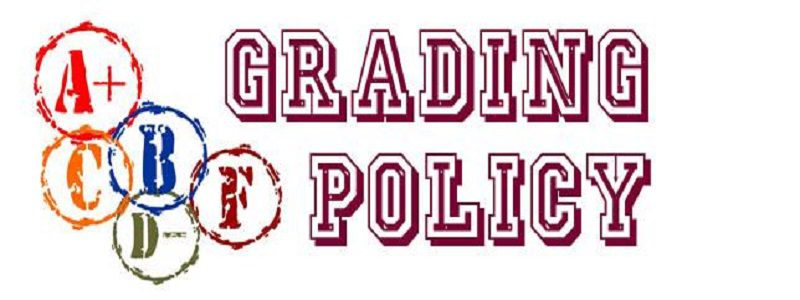 A+
GRADING
C B
POLICY
D-
F